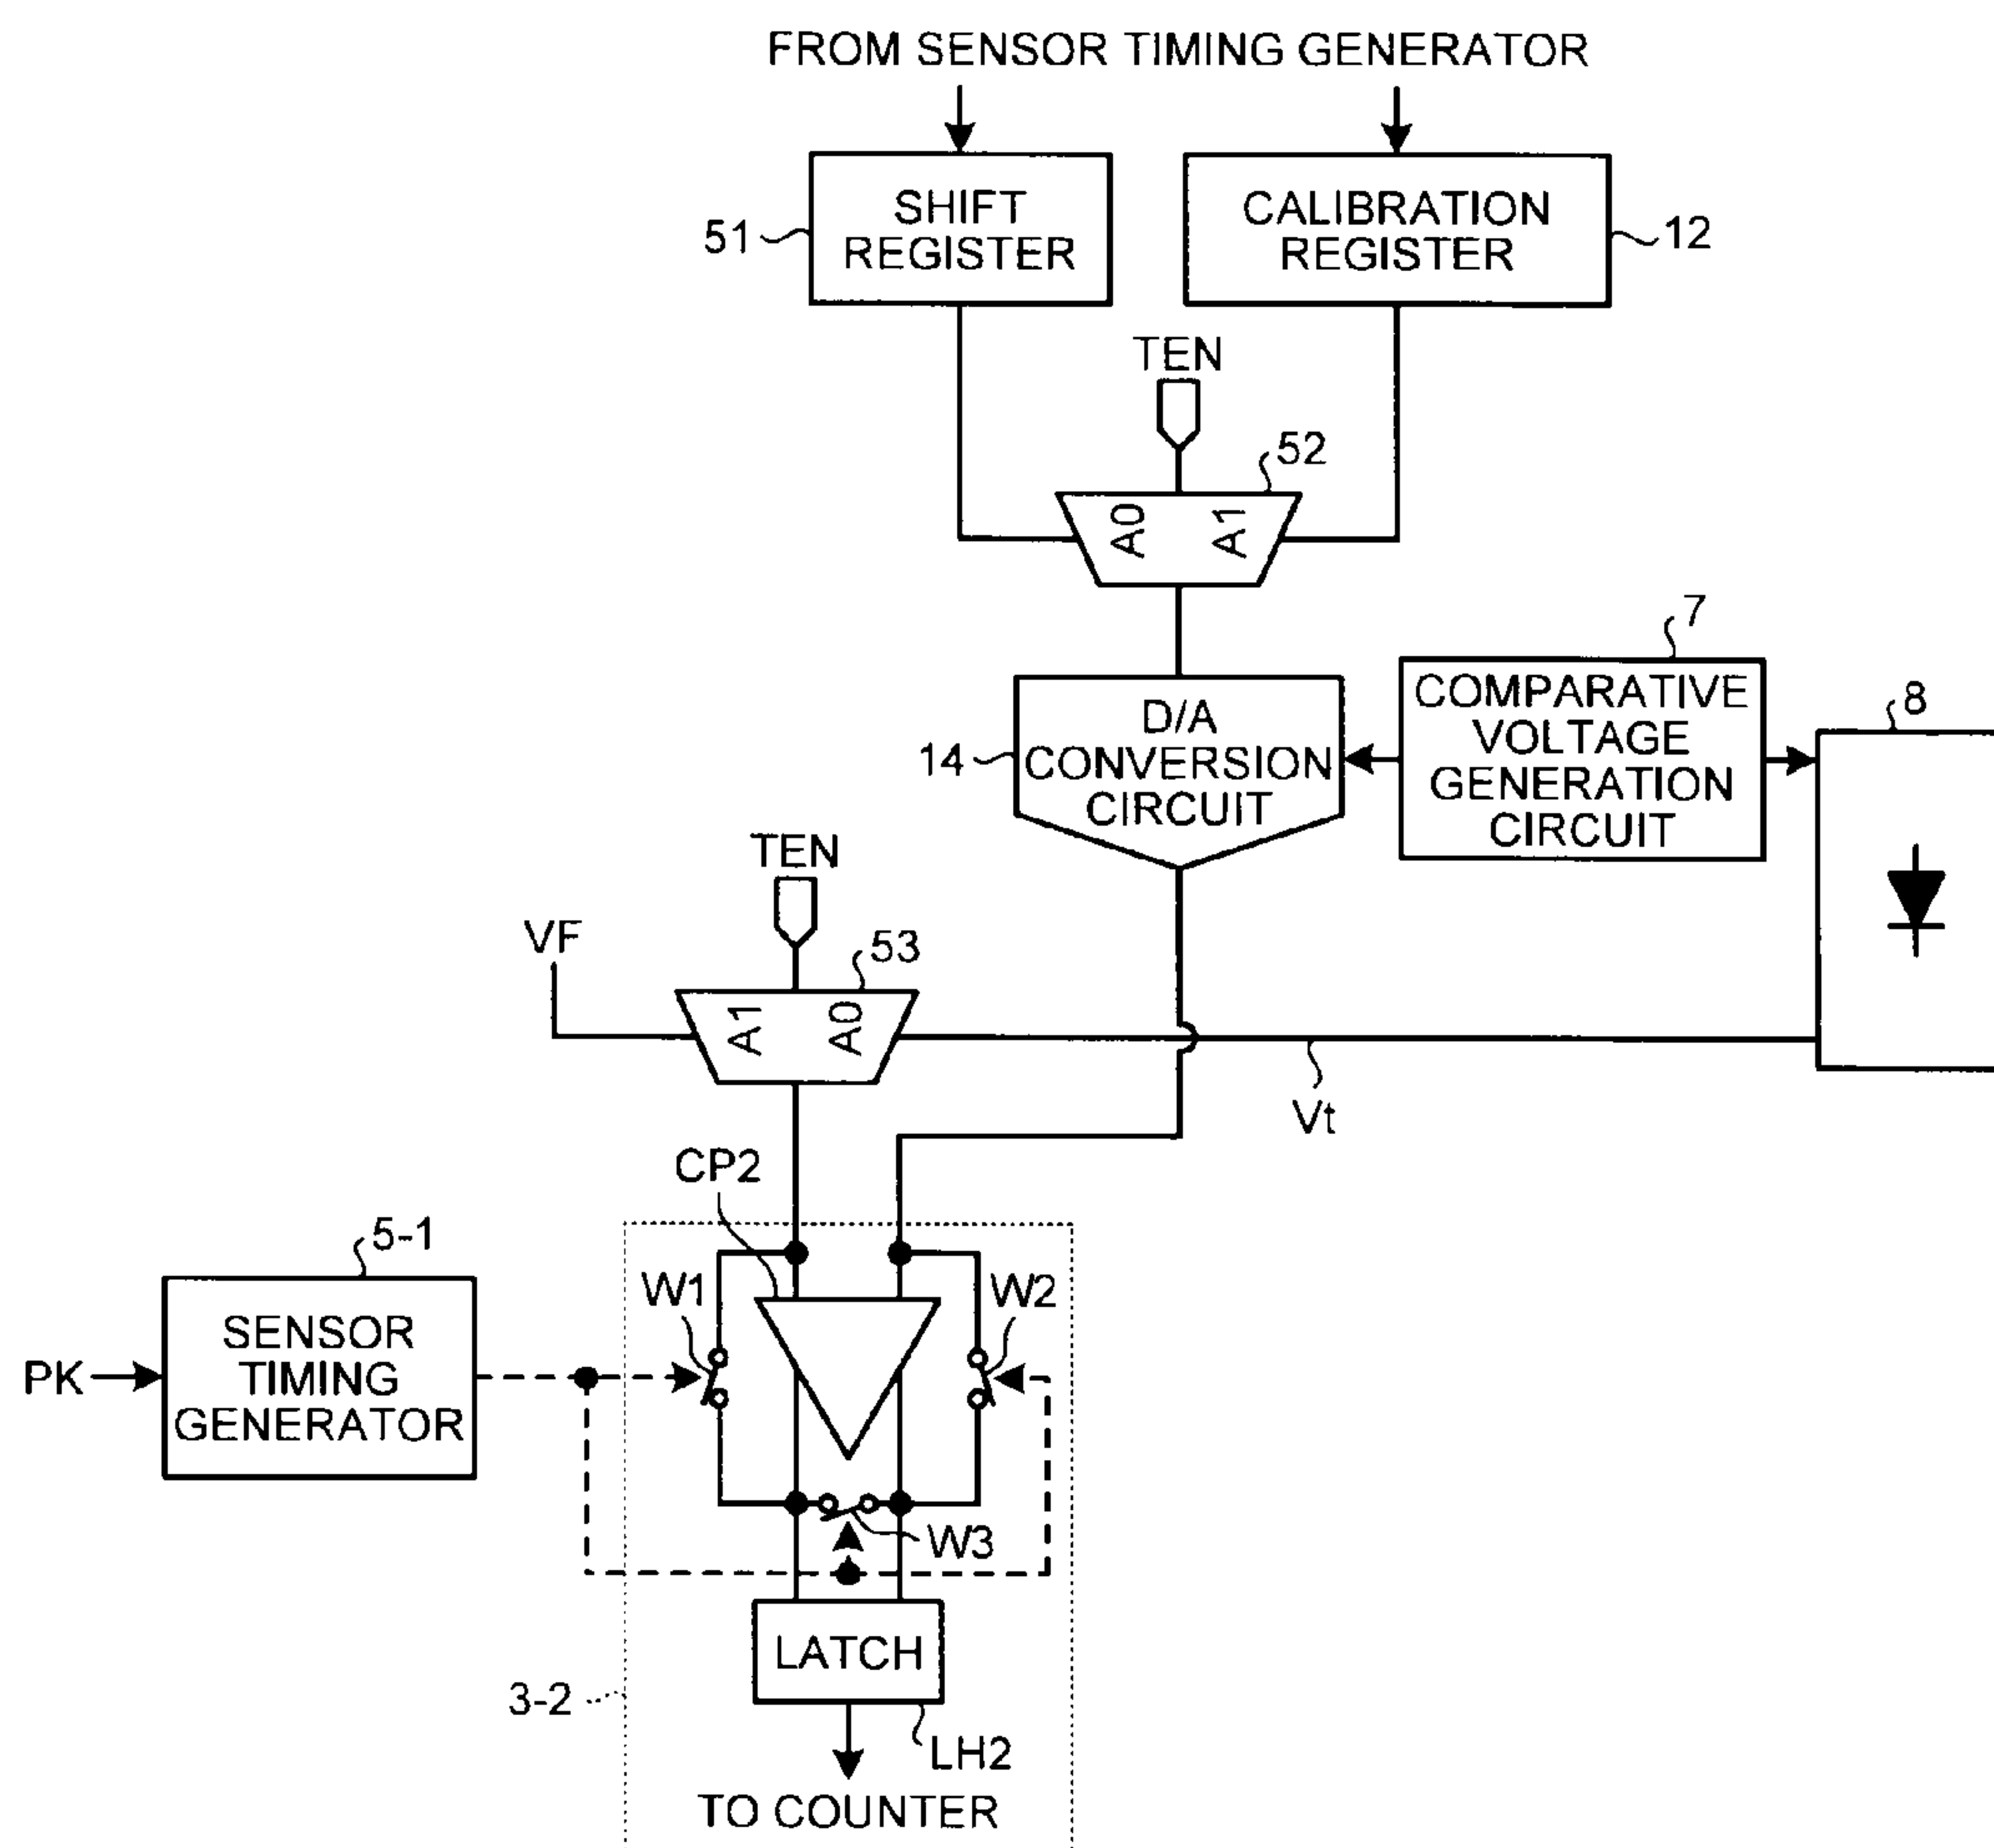 FROM SENSOR TIMING GENERATOR
SHIFT
REGISTER
51
CALIBRATION
REGISTER
12
TEN
52
A0
A1
7
COMPARATIVE
VOLTAGE
GENERATION
CIRCUIT
8
D/A
CONVERSION
CIRCUIT
14
TEN
VF
53
A1
A0
Vt
CP2
5-1
SENSOR
TIMING
GENERATOR
PK
W1
W2
W3
LATCH
3-2
LH2
TO COUNTER